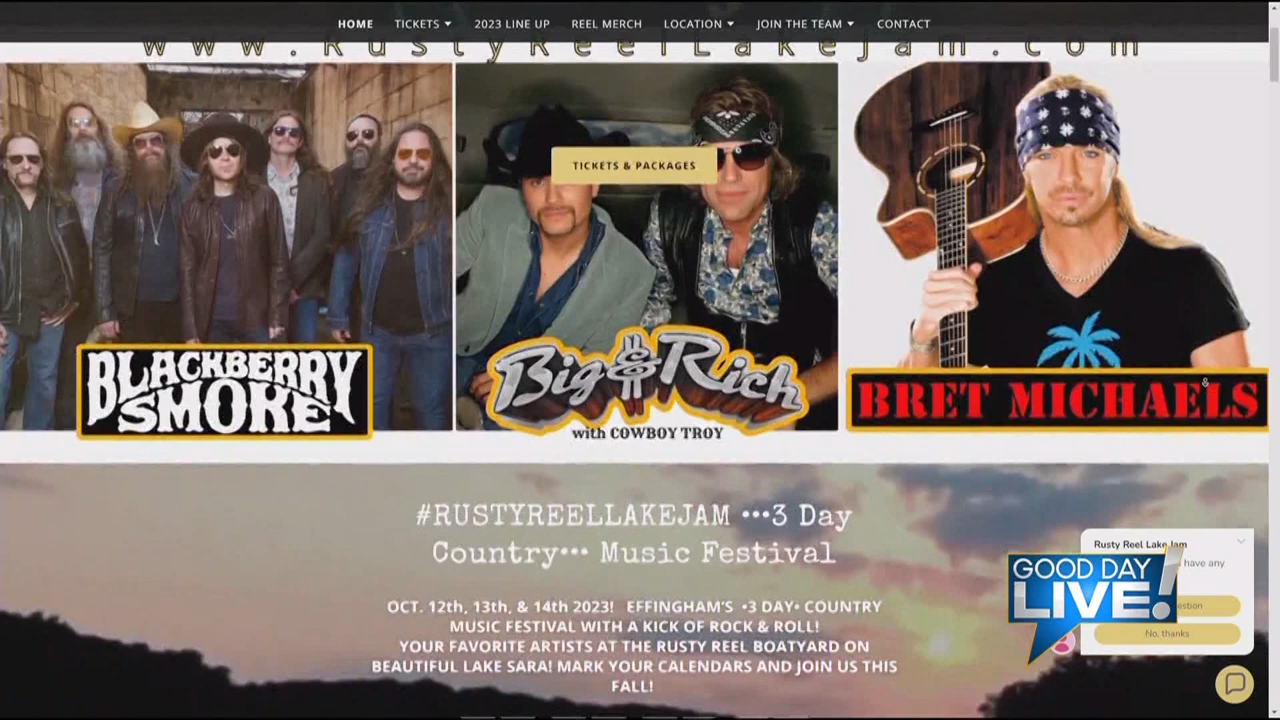 HOME TICKETS 2023 LINE UP REEL MERCH LOCATION JOIN THE TEAM CONTACT
www.RustyReelLakeJam.com
TICKETS & PACKAGES
BLACKBERRY
SMOKE
Big & Rich
with COWBOY TROY
BRET MICHAELS
#RUSTYREELLAKEJAM •••3 Day
Country••• Music Festival
OCT. 12th, 13th, & 14th 2023! EFFINGHAM'S •3 DAY• COUNTRY
MUSIC FESTIVAL WITH A KICK OF ROCK & ROLL!
YOUR FAVORITE ARTISTS AT THE RUSTY REEL BOATYARD ON
BEAUTIFUL LAKE SARA! MARK YOUR CALENDARS AND JOIN US THIS
FALL!
Rusty Reel Lake Jam
have any
No, thanks
GOOD DAY
LIVE!